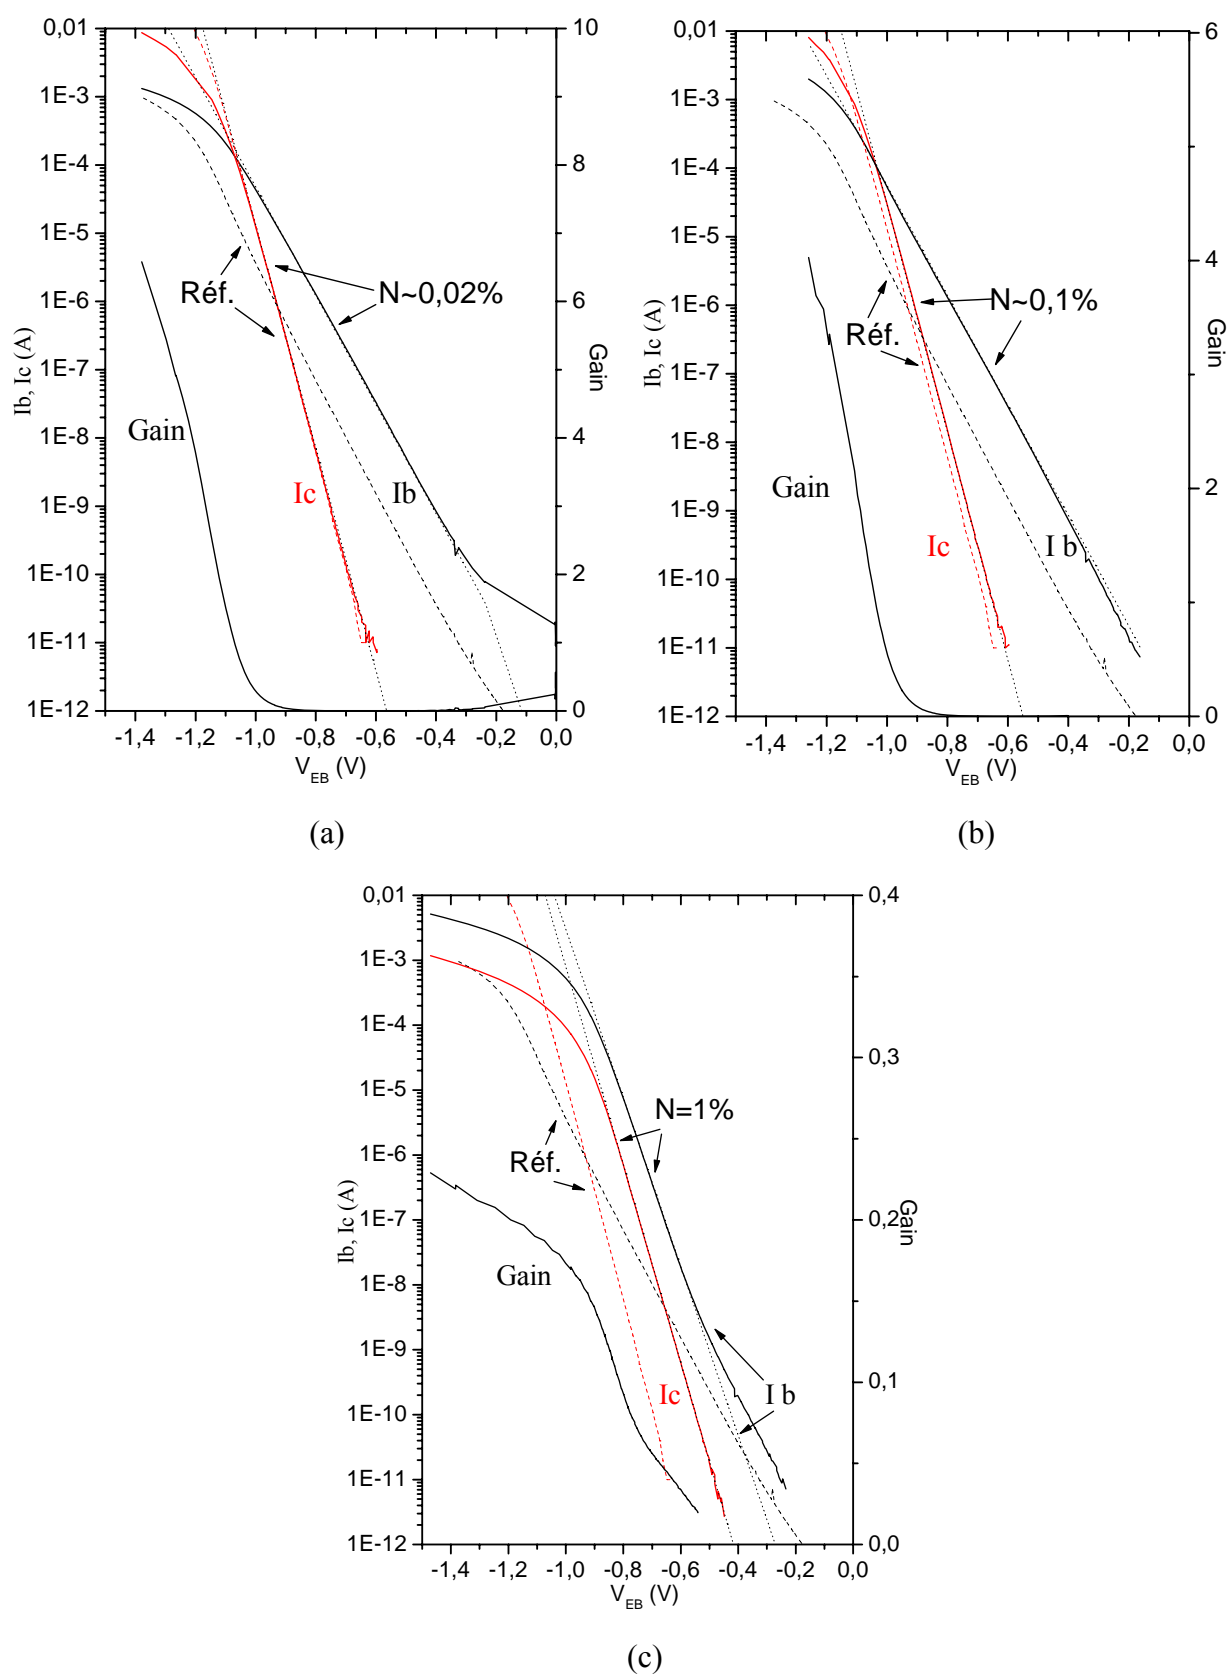 (a)
0,01
1E-3
1E-4
1E-5
1E-6
1E-7
1E-8
1E-9
1E-10
1E-11
1E-12
Ib, Ic (A)
10
8
6
4
2
0
Gain
Réf.
N~0,02%
Gain
Ic
Ib
-1,4 -1,2 -1,0 -0,8 -0,6 -0,4 -0,2 0,0
V_EB (V)
(a)
(b)
0,01
1E-3
1E-4
1E-5
1E-6
1E-7
1E-8
1E-9
1E-10
1E-11
1E-12
Ib, Ic (A)
6
4
2
0
Gain
N~0,1%
Réf.
Gain
Ic
I b
-1,4 -1,2 -1,0 -0,8 -0,6 -0,4 -0,2 0,0
V_EB (V)
(b)
0,01
1E-3
1E-4
1E-5
1E-6
1E-7
1E-8
1E-9
1E-10
1E-11
1E-12
Ib, Ic (A)
0,4
0,3
0,2
0,1
0,0
Gain
N=1%
Réf.
Gain
Ic
I b
-1,4 -1,2 -1,0 -0,8 -0,6 -0,4 -0,2 0,0
V_EB (V)
(c)